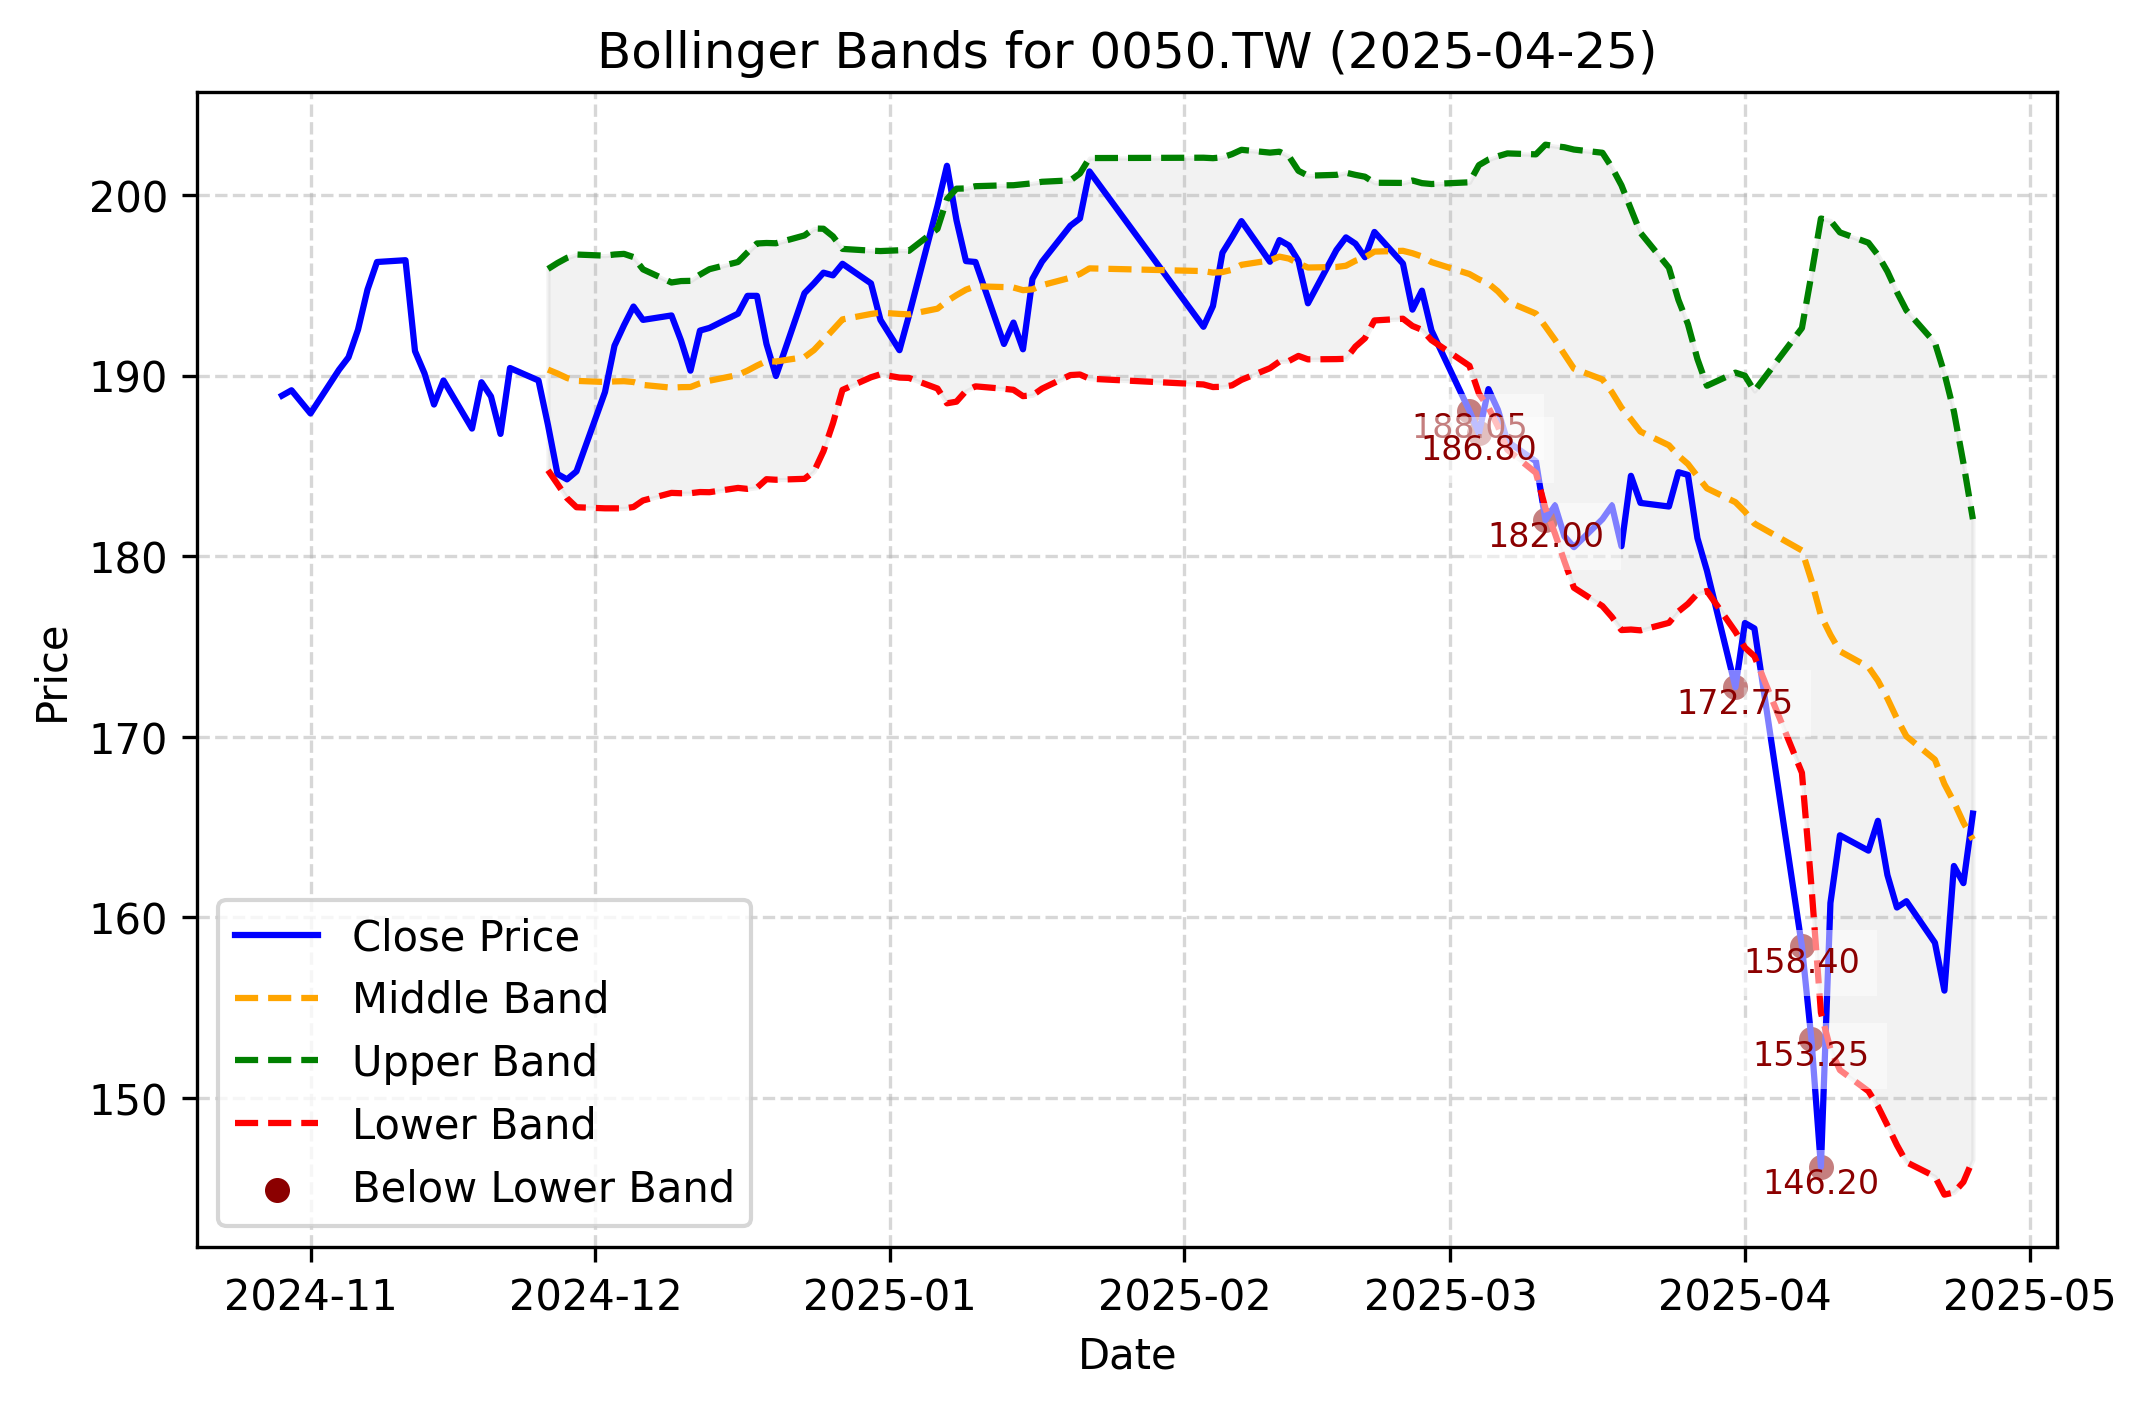 Bollinger Bands for 0050.TW (2025-04-25)
Price
200
190
180
170
160
150
188.05
186.80
182.00
172.75
158.40
153.25
146.20
Close Price
Middle Band
Upper Band
Lower Band
Below Lower Band
2024-11 2024-12 2025-01 2025-02 2025-03 2025-04 2025-05
Date